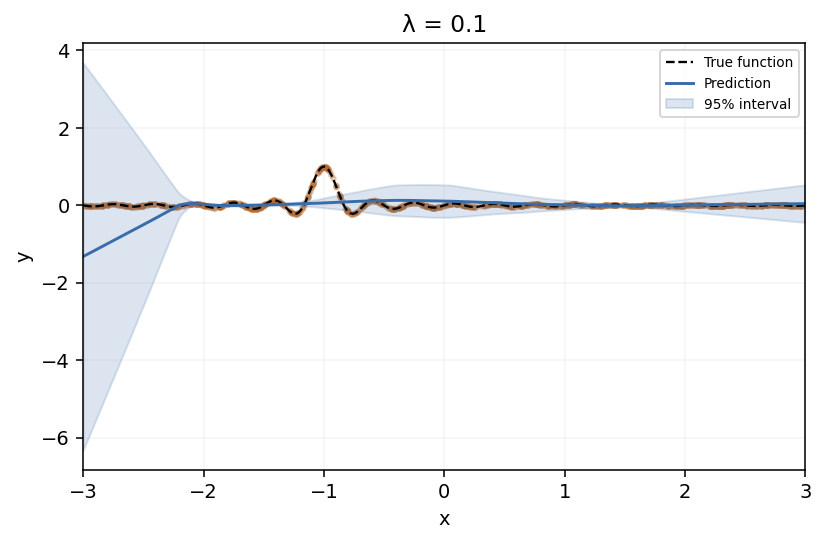 λ = 0.1
True function
Prediction
95% interval
4
2
0
−2
−4
−6
y
−3
−2
−1
0
1
2
3
x